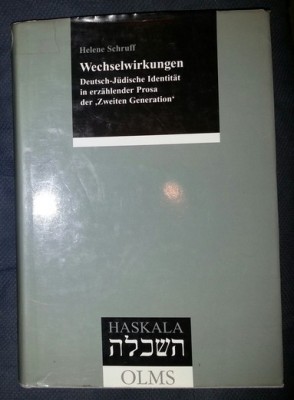 Helene Schruff
Wechselwirkungen
Deutsch-Jüdische Identität
in erzählender Prosa
der ‚Zweiten Generation‘
HASKALA
השכלה
OLMS